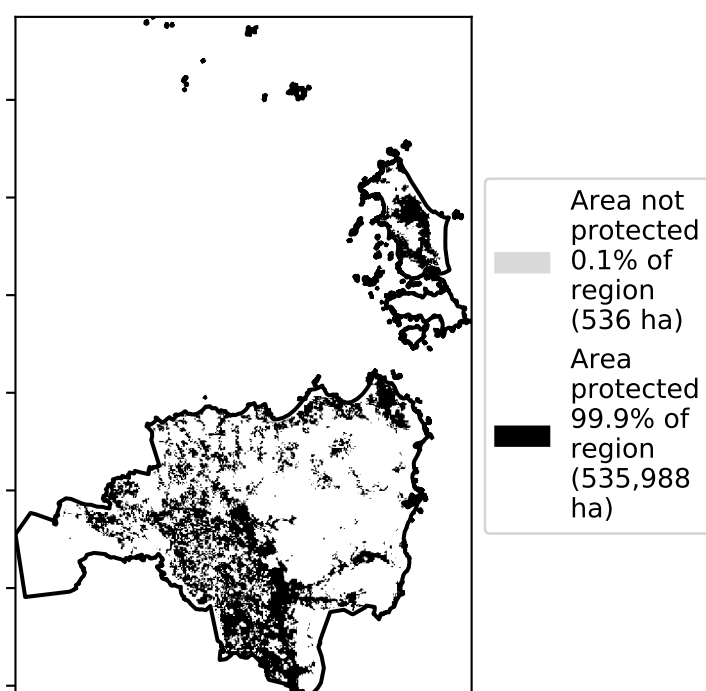 Area not
protected
0.1% of
region
(536 ha)
Area
protected
99.9% of
region
(535,988
ha)